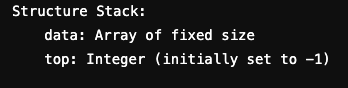 Structure Stack:
    data: Array of fixed size
    top: Integer (initially set to -1)